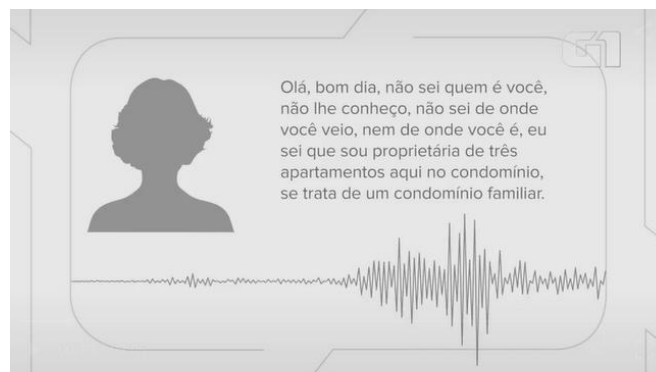 G1
Olá, bom dia, não sei quem é você,
não lhe conheço, não sei de onde
você veio, nem de onde você é, eu
sei que sou proprietária de três
apartamentos aqui no condomínio,
se trata de um condomínio familiar.